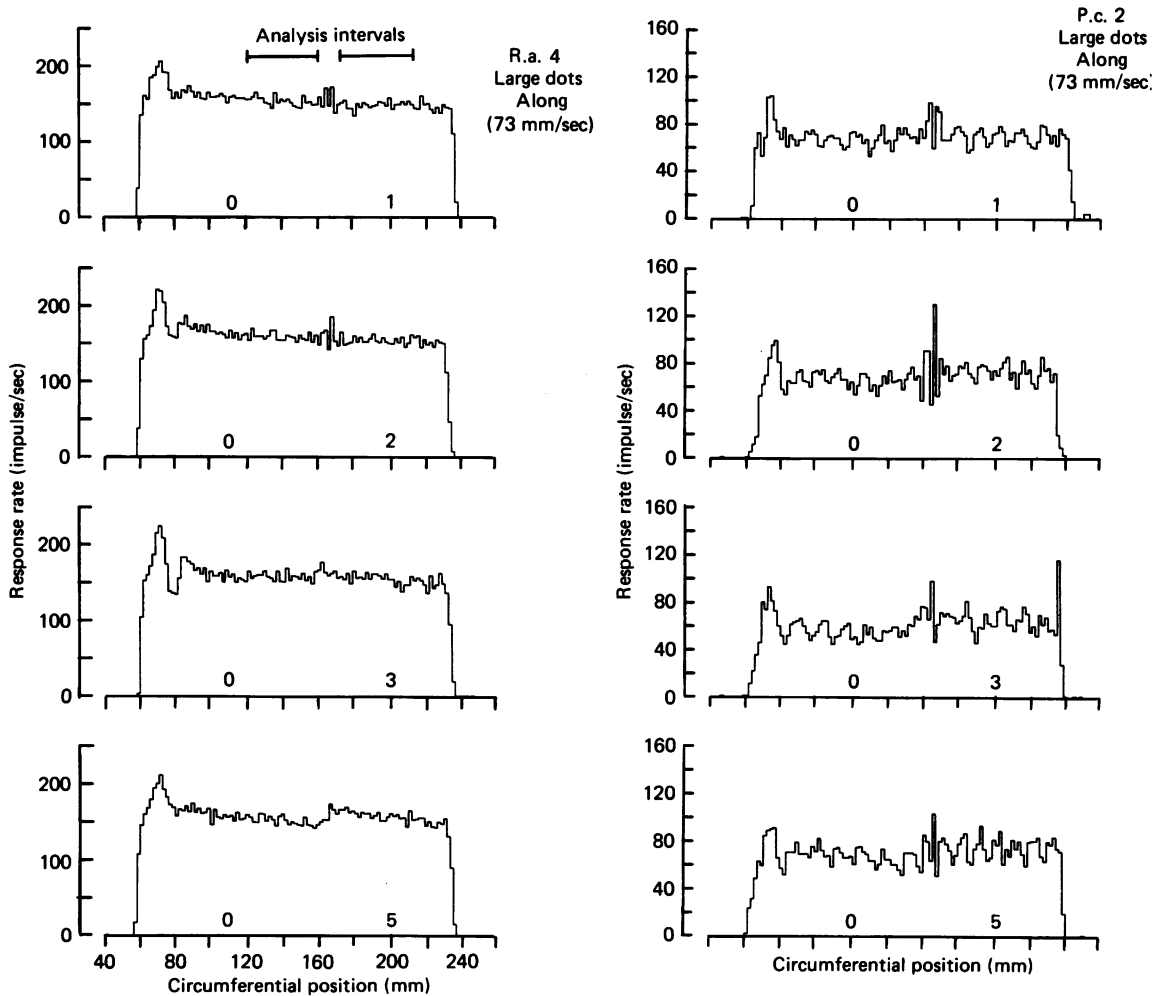 Analysis intervals
R.a. 4
Large dots
Along
(73 mm/sec)
200
100
0
0 1
200
100
0
0 2
200
100
0
0 3
200
100
0
0 5
40 80 120 160 200 240
Circumferential position (mm)
Response rate (impulse/sec)
P.c. 2
Large dots
Along
(73 mm/sec)
160
120
80
40
0
0 1
160
120
80
40
0
0 2
160
120
80
40
0
0 3
160
120
80
40
0
0 5
Circumferential position (mm)
Response rate (impulse/sec)